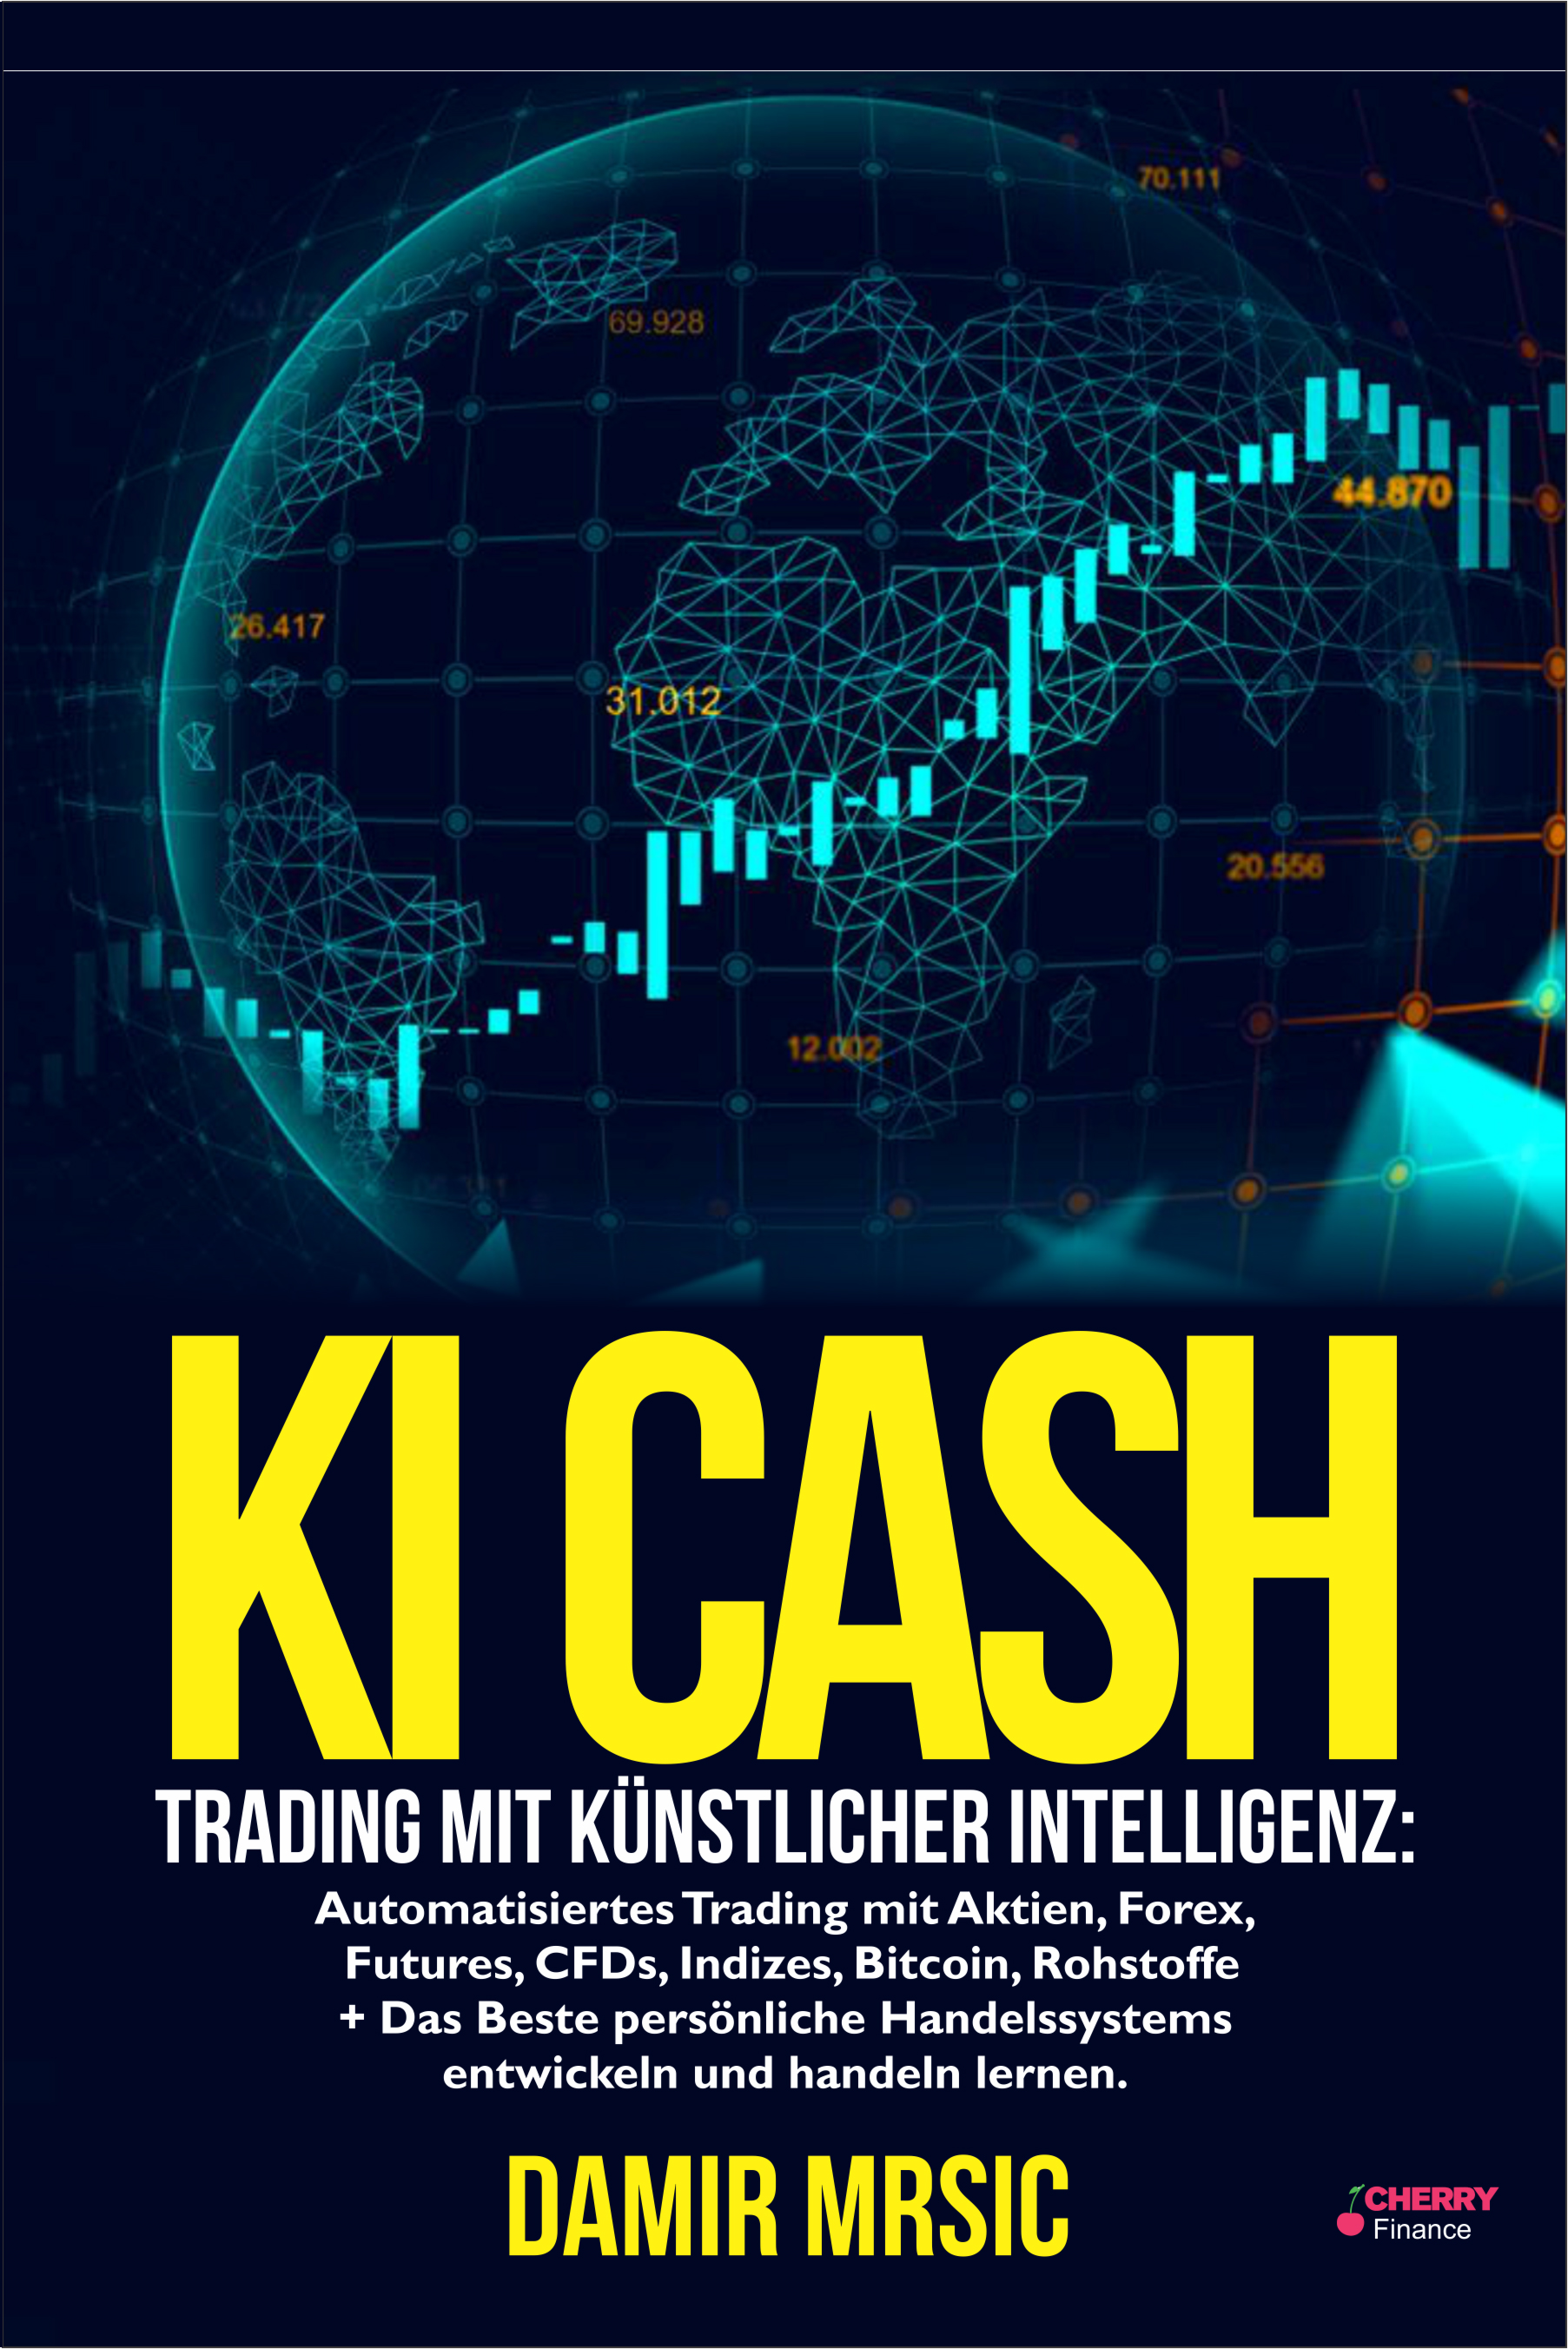 70.111
69.928
44.870
26.417
31.012
20.556
12.002
KI CASH
TRADING MIT KÜNSTLICHER INTELLIGENZ:
Automatisiertes Trading mit Aktien, Forex,
Futures, CFDs, Indizes, Bitcoin, Rohstoffe
+ Das Beste persönliche Handelssystems
entwickeln und handeln lernen.
DAMIR MRSIC
CHERRY
Finance